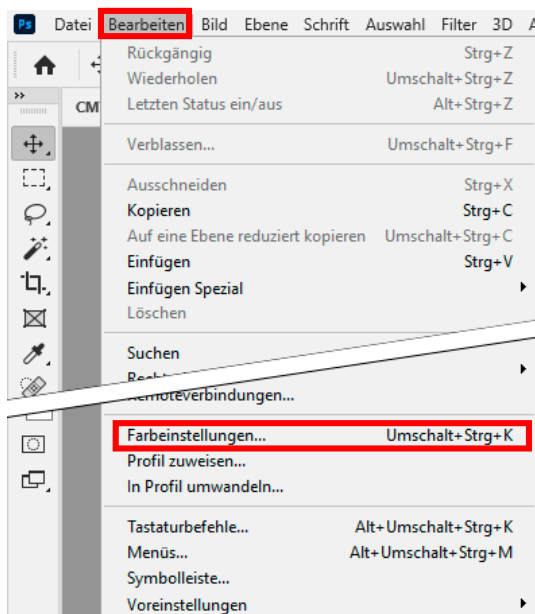 Ps Datei Bearbeiten Bild Ebene Schrift Auswahl Filter 3D
Rückgängig Strg+Z
Wiederholen Umschalt+Strg+Z
Letzten Status ein/aus Alt+Strg+Z
Verblassen... Umschalt+Strg+F
Ausschneiden Strg+X
Kopieren Strg+C
Auf eine Ebene reduziert kopieren Umschalt+Strg+C
Einfügen Strg+V
Einfügen Spezial
Löschen
Suchen
Farbeinstellungen... Umschalt+Strg+K
Profil zuweisen...
In Profil umwandeln...
Tastaturbefehle... Alt+Umschalt+Strg+K
Menüs... Alt+Umschalt+Strg+M
Symbolleiste...
Voreinstellungen